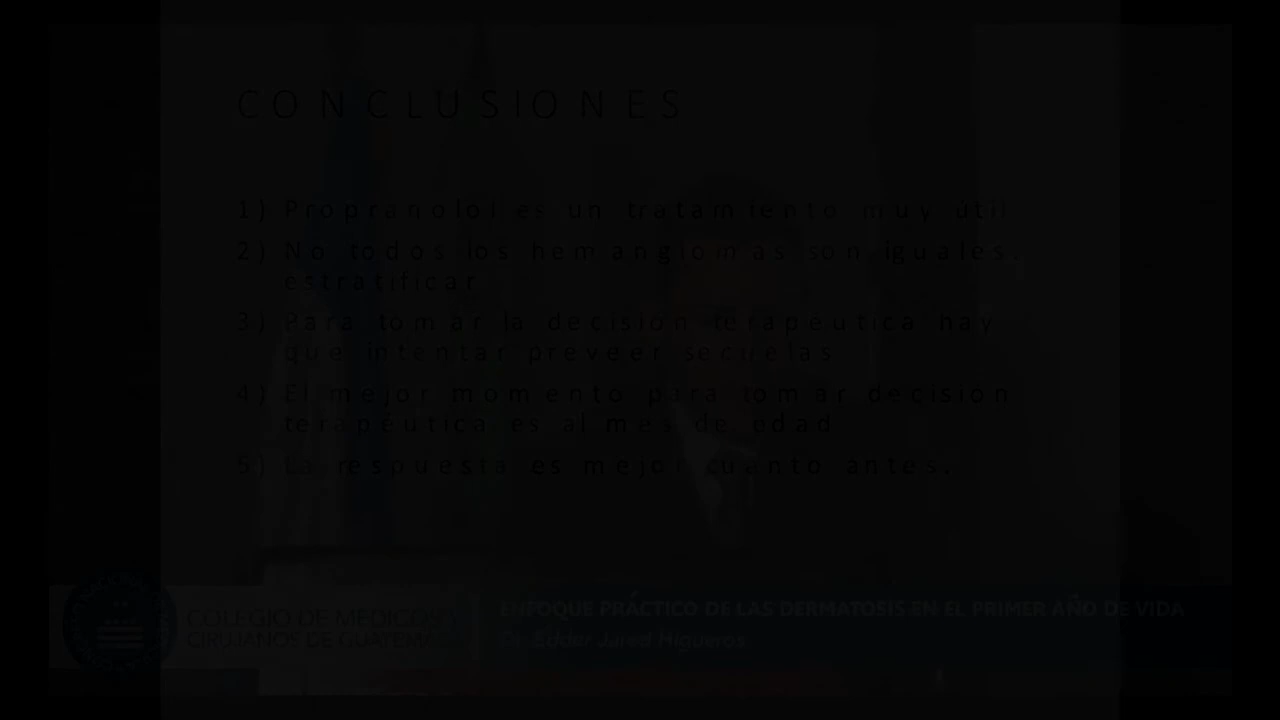 CONCLUSIONES
1) Propranolol es un tratamiento muy útil
2) No todos los hemangiomas son iguales.
estratificar
3) Para tomar la decisión terapéutica hay
que intentar preveer secuelas
4) El mejor momento para tomar decisión
terapéutica es al mes de edad
5) La respuesta es mejor cuanto antes.
COLEGIO DE MEDICOS Y
CIRUJANOS DE GUATEMALA
ENFOQUE PRÁCTICO DE LAS DERMATOSIS EN EL PRIMER AÑO DE VIDA
Dr. Edder Jared Higueros